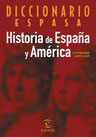 DICCIONARIO
ESPASA
Historia de España
y América
ESPASA